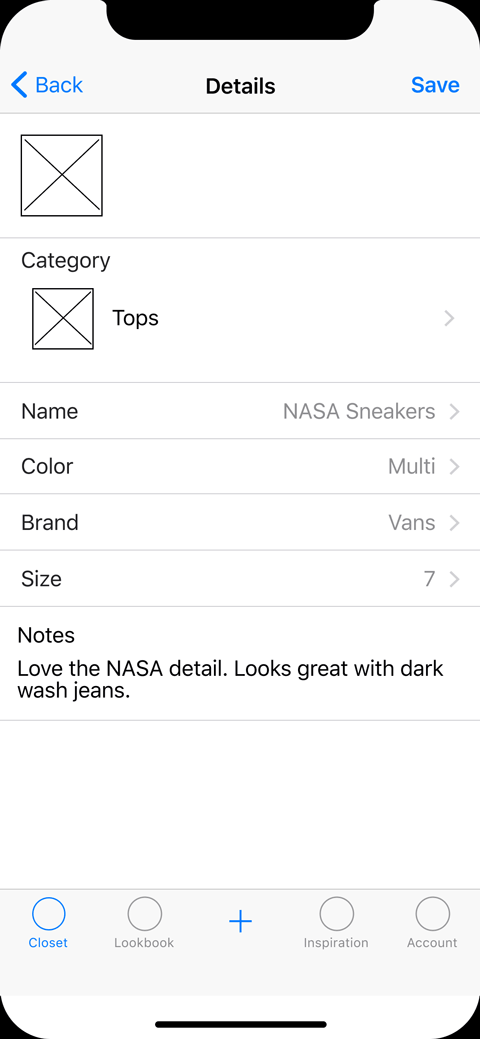 Back Details Save
Category
Tops
Name NASA Sneakers
Color Multi
Brand Vans
Size 7
Notes
Love the NASA detail. Looks great with dark
wash jeans.
Closet Lookbook Inspiration Account